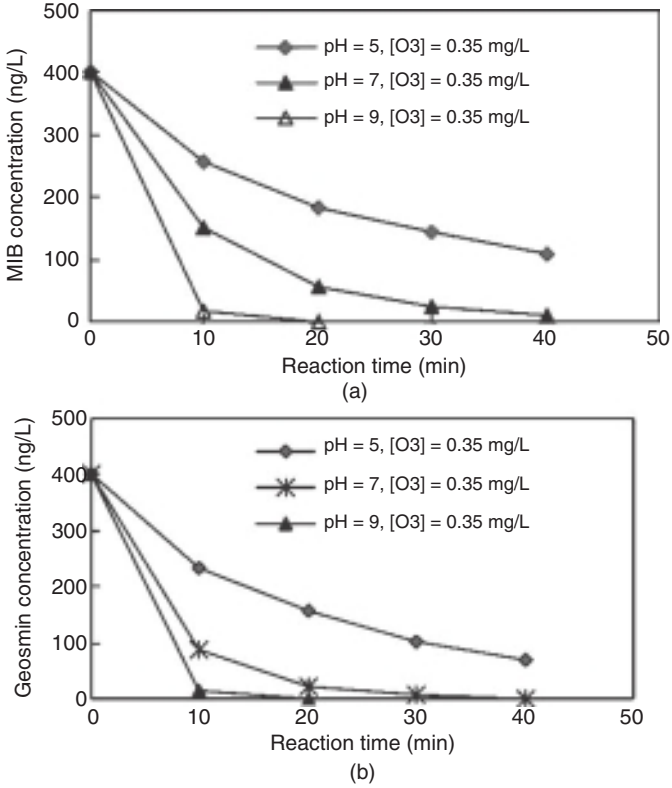 500
400
300
200
100
0
MIB concentration (ng/L)
pH = 5, [O3] = 0.35 mg/L
pH = 7, [O3] = 0.35 mg/L
pH = 9, [O3] = 0.35 mg/L
0 10 20 30 40 50
Reaction time (min)
(a)
500
400
300
200
100
0
Geosmin concentration (ng/L)
pH = 5, [O3] = 0.35 mg/L
pH = 7, [O3] = 0.35 mg/L
pH = 9, [O3] = 0.35 mg/L
0 10 20 30 40 50
Reaction time (min)
(b)